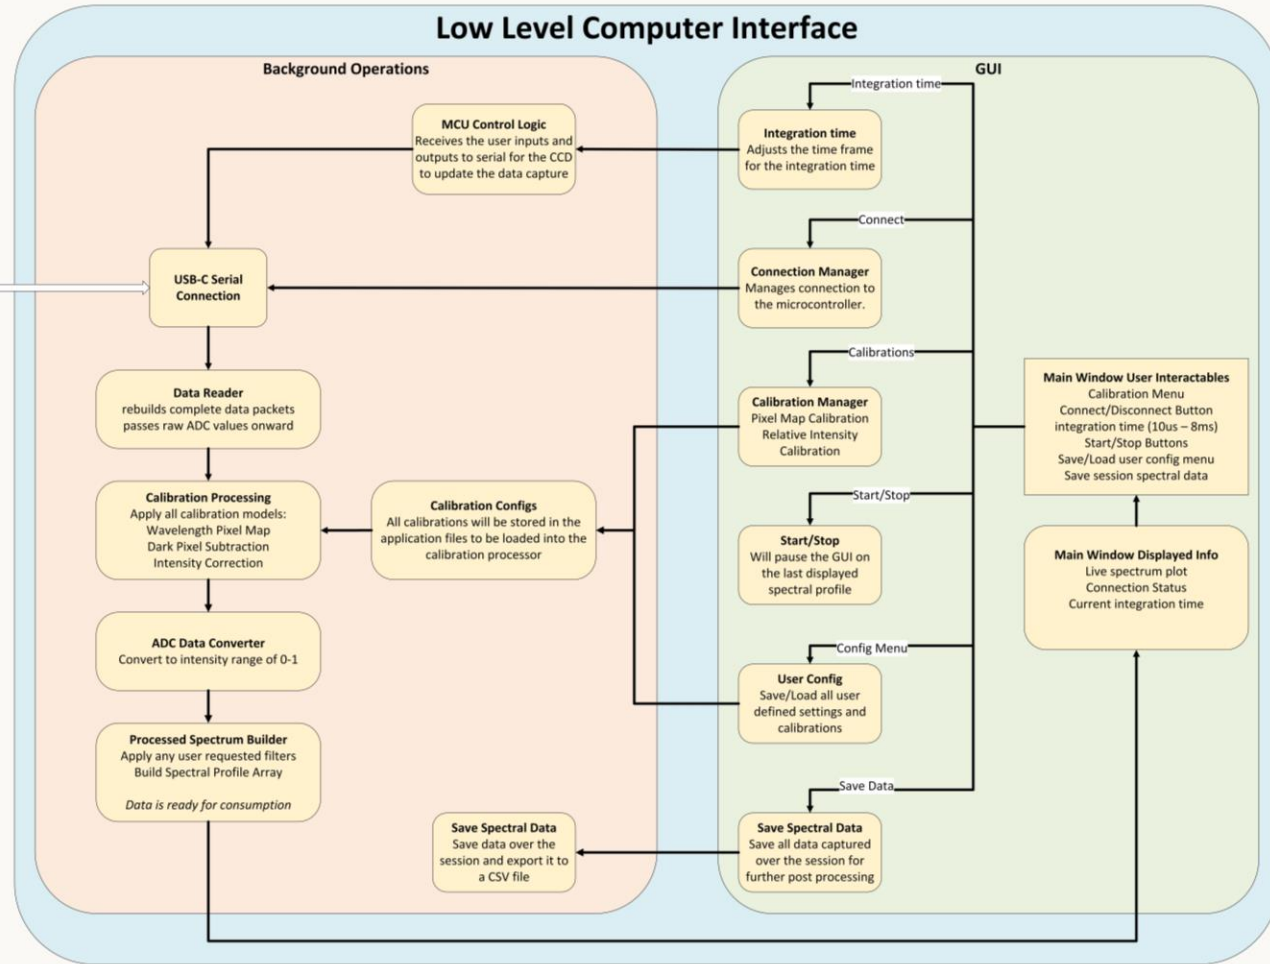 Low Level Computer Interface
Background Operations
MCU Control Logic
Receives the user inputs and
outputs to serial for the CCD
to update the data capture
USB-C Serial
Connection
Data Reader
rebuilds complete data packets
passes raw ADC values onward
Calibration Processing
Apply all calibration models:
Wavelength Pixel Map
Dark Pixel Subtraction
Intensity Correction
Calibration Configs
All calibrations will be stored in the
application files to be loaded into the
calibration processor
ADC Data Converter
Convert to intensity range of 0-1
Processed Spectrum Builder
Apply any user requested filters
Build Spectral Profile Array
Data is ready for consumption
Save Spectral Data
Save data over the
session and export it to
a CSV file
GUI
Integration time
Integration time
Adjusts the time frame
for the integration time
Connect
Connection Manager
Manages connection to
the microcontroller.
Calibrations
Calibration Manager
Pixel Map Calibration
Relative Intensity
Calibration
Start/Stop
Start/Stop
Will pause the GUI on
the last displayed
spectral profile
Config Menu
User Config
Save/Load all user
defined settings and
calibrations
Save Data
Save Spectral Data
Save all data captured
over the session for
further post processing
Main Window User Interactables
Calibration Menu
Connect/Disconnect Button
integration time (10us – 8ms)
Start/Stop Buttons
Save/Load user config menu
Save session spectral data
Main Window Displayed Info
Live spectrum plot
Connection Status
Current integration time